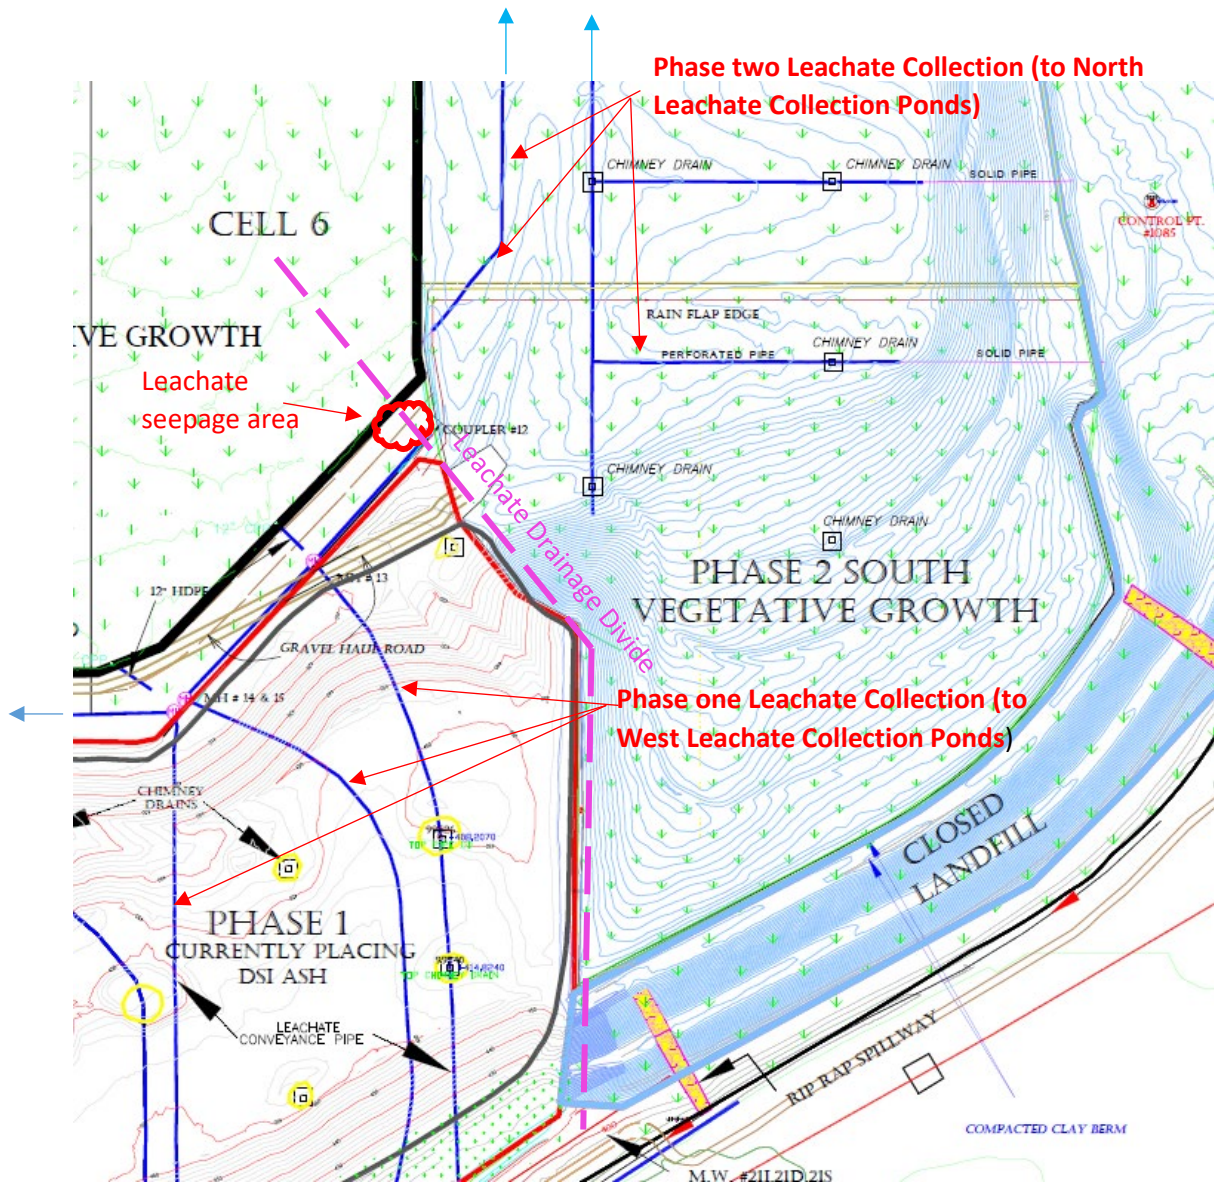 Phase two Leachate Collection (to North
Leachate Collection Ponds)
CHIMNEY DRAIN
CHIMNEY DRAIN
SOLID PIPE
CELL 6
CONTROL PT.
#1085
RAIN FLAP EDGE
IVE GROWTH
CHIMNEY DRAIN
PERFORATED PIPE
SOLID PIPE
Leachate
seepage area
COUPLER #12
Leachate Drainage Divide
CHIMNEY DRAIN
CHIMNEY DRAIN
PHASE 2 SOUTH
VEGETATIVE GROWTH
MH # 13
12" HDPE
GRAVEL HAUL ROAD
MH # 14 & 15
Phase one Leachate Collection (to
West Leachate Collection Ponds)
CHIMNEY
DRAINS
CLOSED
LANDFILL
PHASE 1
CURRENTLY PLACING
DSI ASH
LEACHATE
CONVEYANCE PIPE
RIP RAP SPILLWAY
COMPACTED CLAY BERM
M.W. #21I,21D,21S